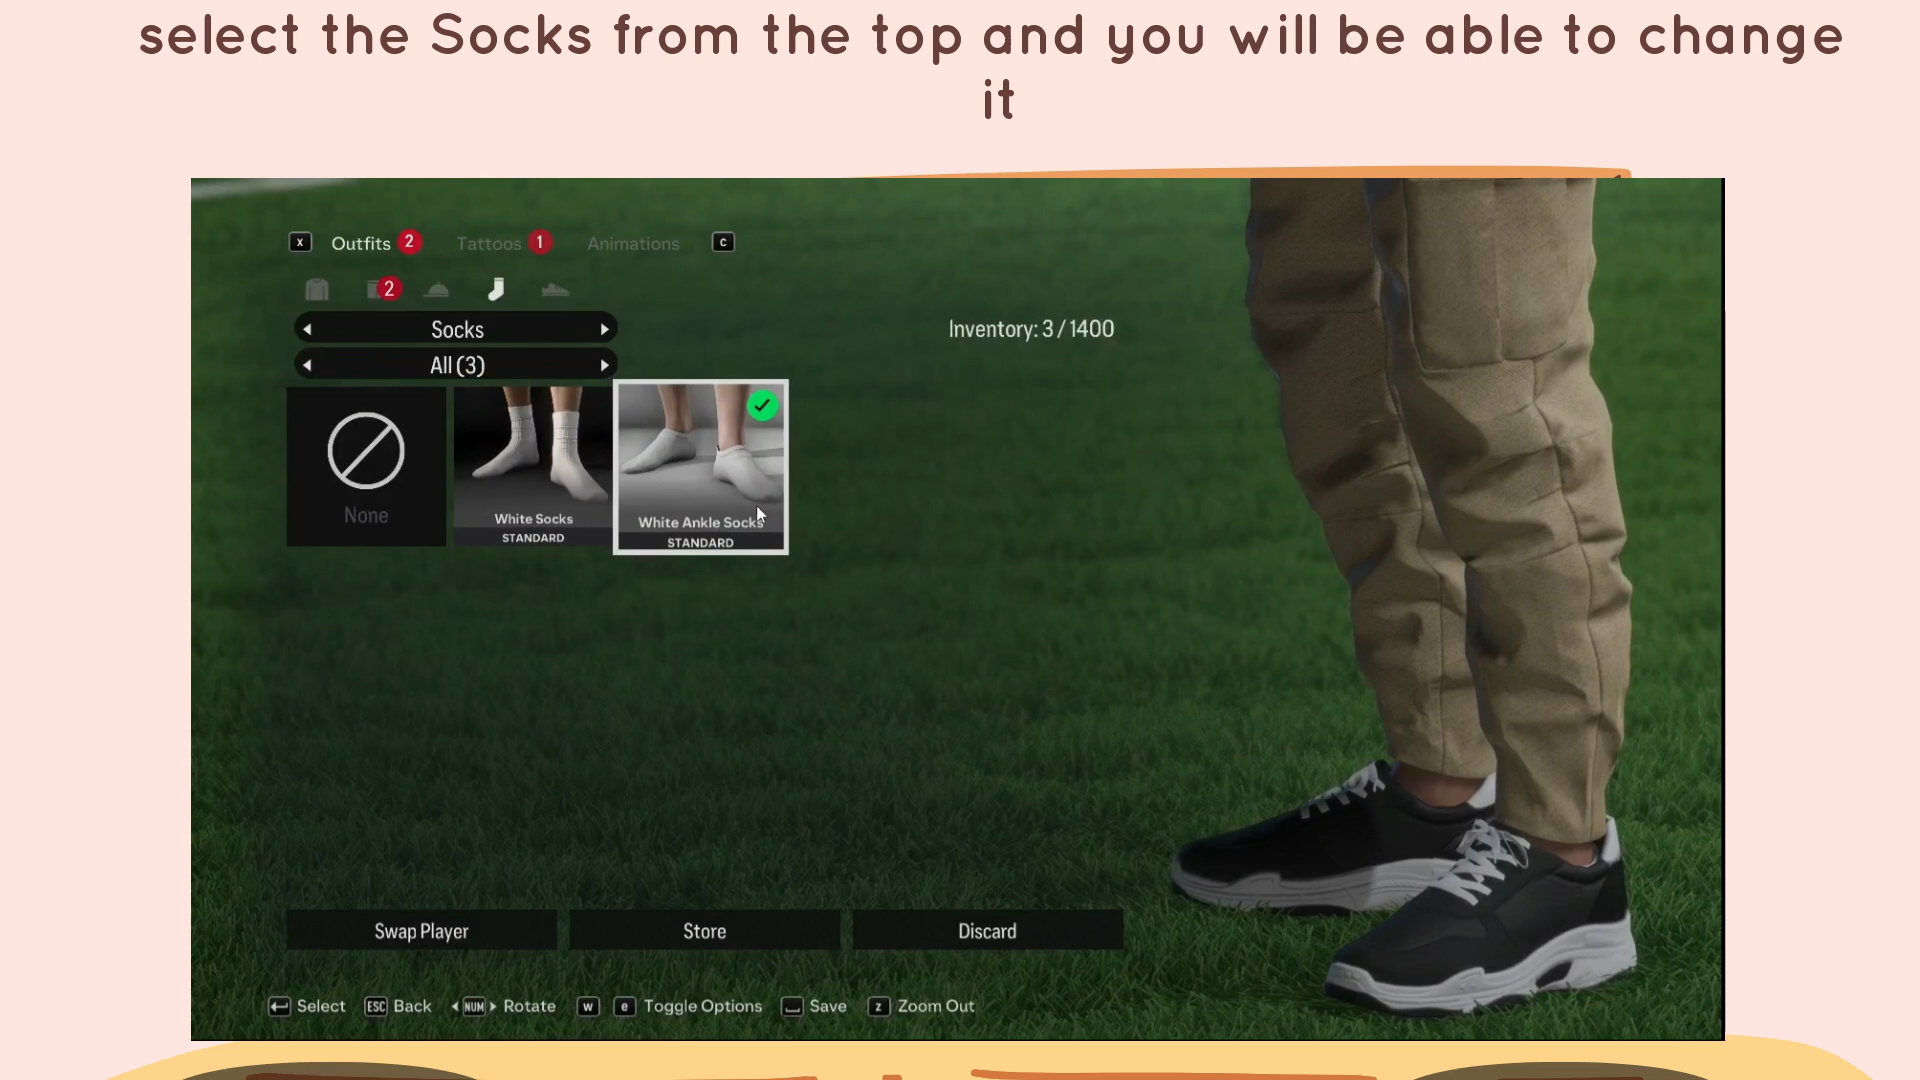 select the Socks from the top and you will be able to change
it
x Outfits 2 Tattoos 1 Animations c
2
Socks
Inventory: 3 / 1400
All (3)
None
White Socks
STANDARD
White Ankle Socks
STANDARD
Swap Player Store Discard
Select ESC Back NUM Rotate w e Toggle Options Save z Zoom Out